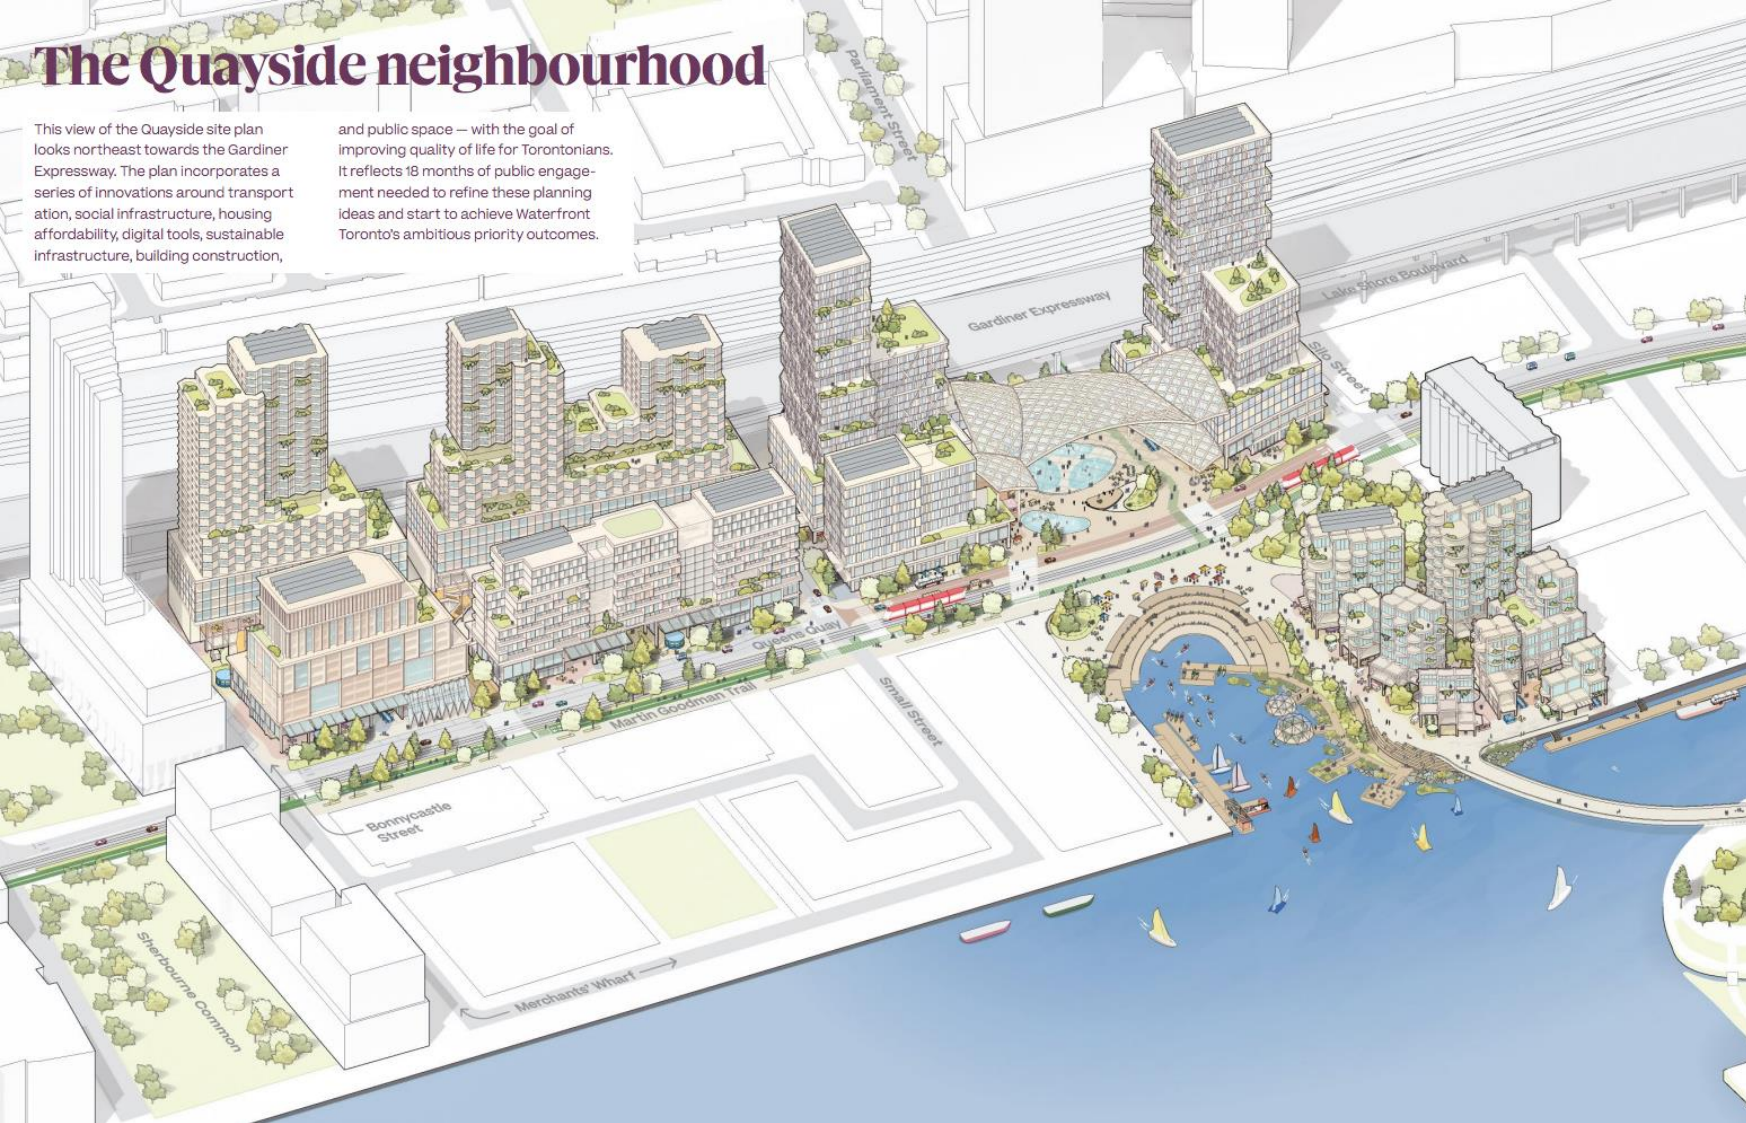 The Quayside neighbourhood
This view of the Quayside site plan
looks northeast towards the Gardiner
Expressway. The plan incorporates a
series of innovations around transport
ation, social infrastructure, housing
affordability, digital tools, sustainable
infrastructure, building construction,
and public space — with the goal of
improving quality of life for Torontonians.
It reflects 18 months of public engage-
ment needed to refine these planning
ideas and start to achieve Waterfront
Toronto's ambitious priority outcomes.
Parliament Street
Gardiner Expressway
Lake Shore Boulevard
Silo Street
Queens Quay
Martin Goodman Trail
Small Street
Bonnycastle
Street
Merchants' Wharf
Sherbourne Common